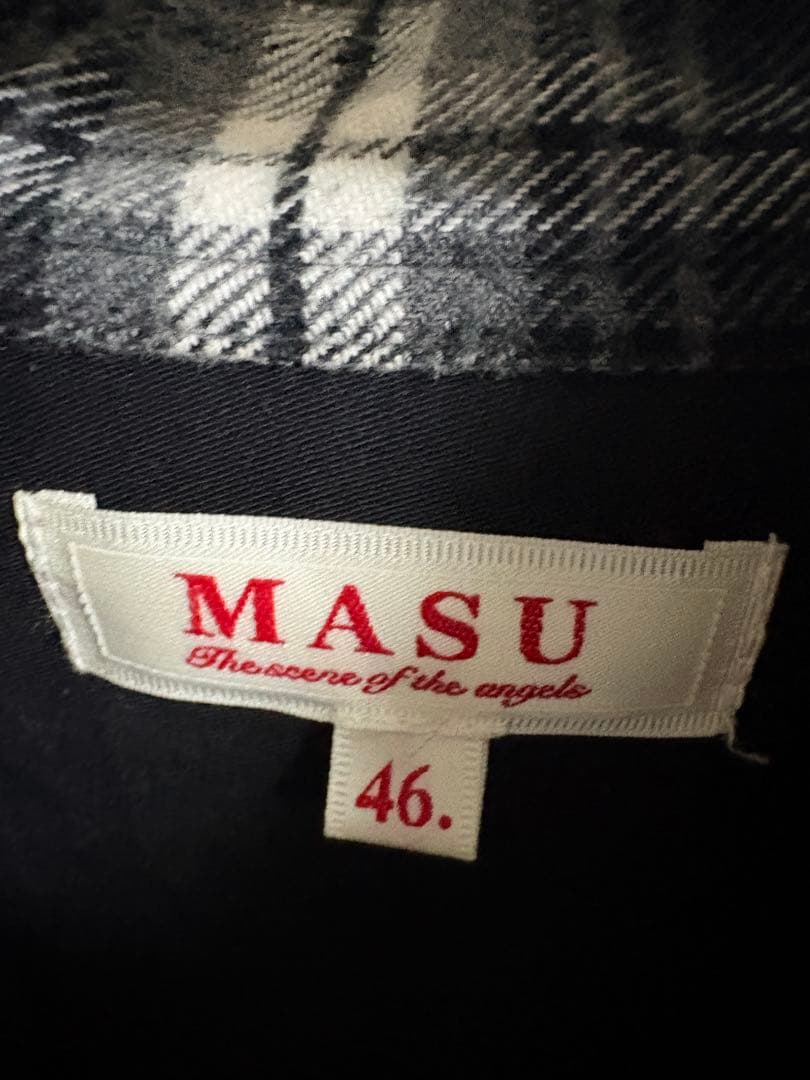 MASU
The scene of the angels
46.